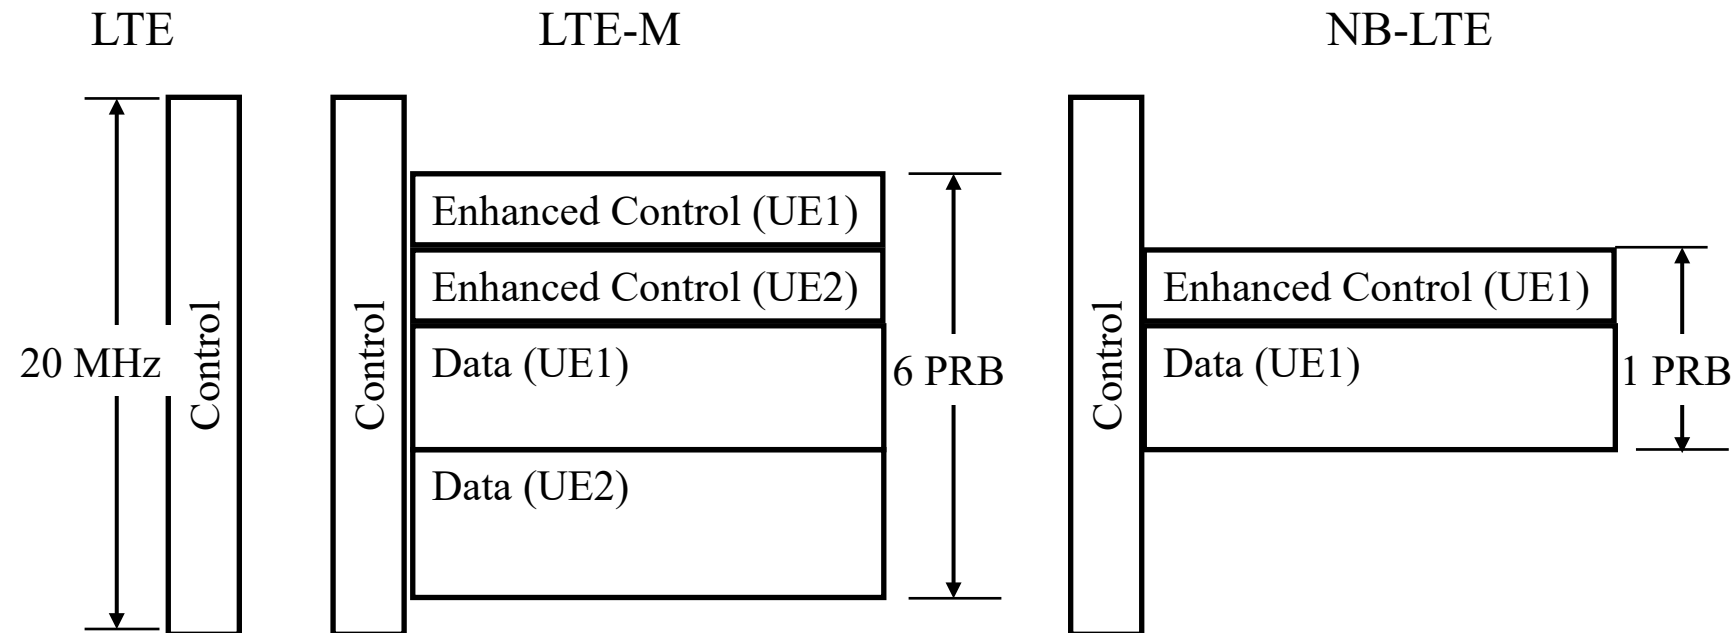 LTE
LTE-M
NB-LTE
20 MHz
Control
Control
Enhanced Control (UE1)
Enhanced Control (UE2)
Data (UE1)
Data (UE2)
6 PRB
Control
Enhanced Control (UE1)
Data (UE1)
1 PRB